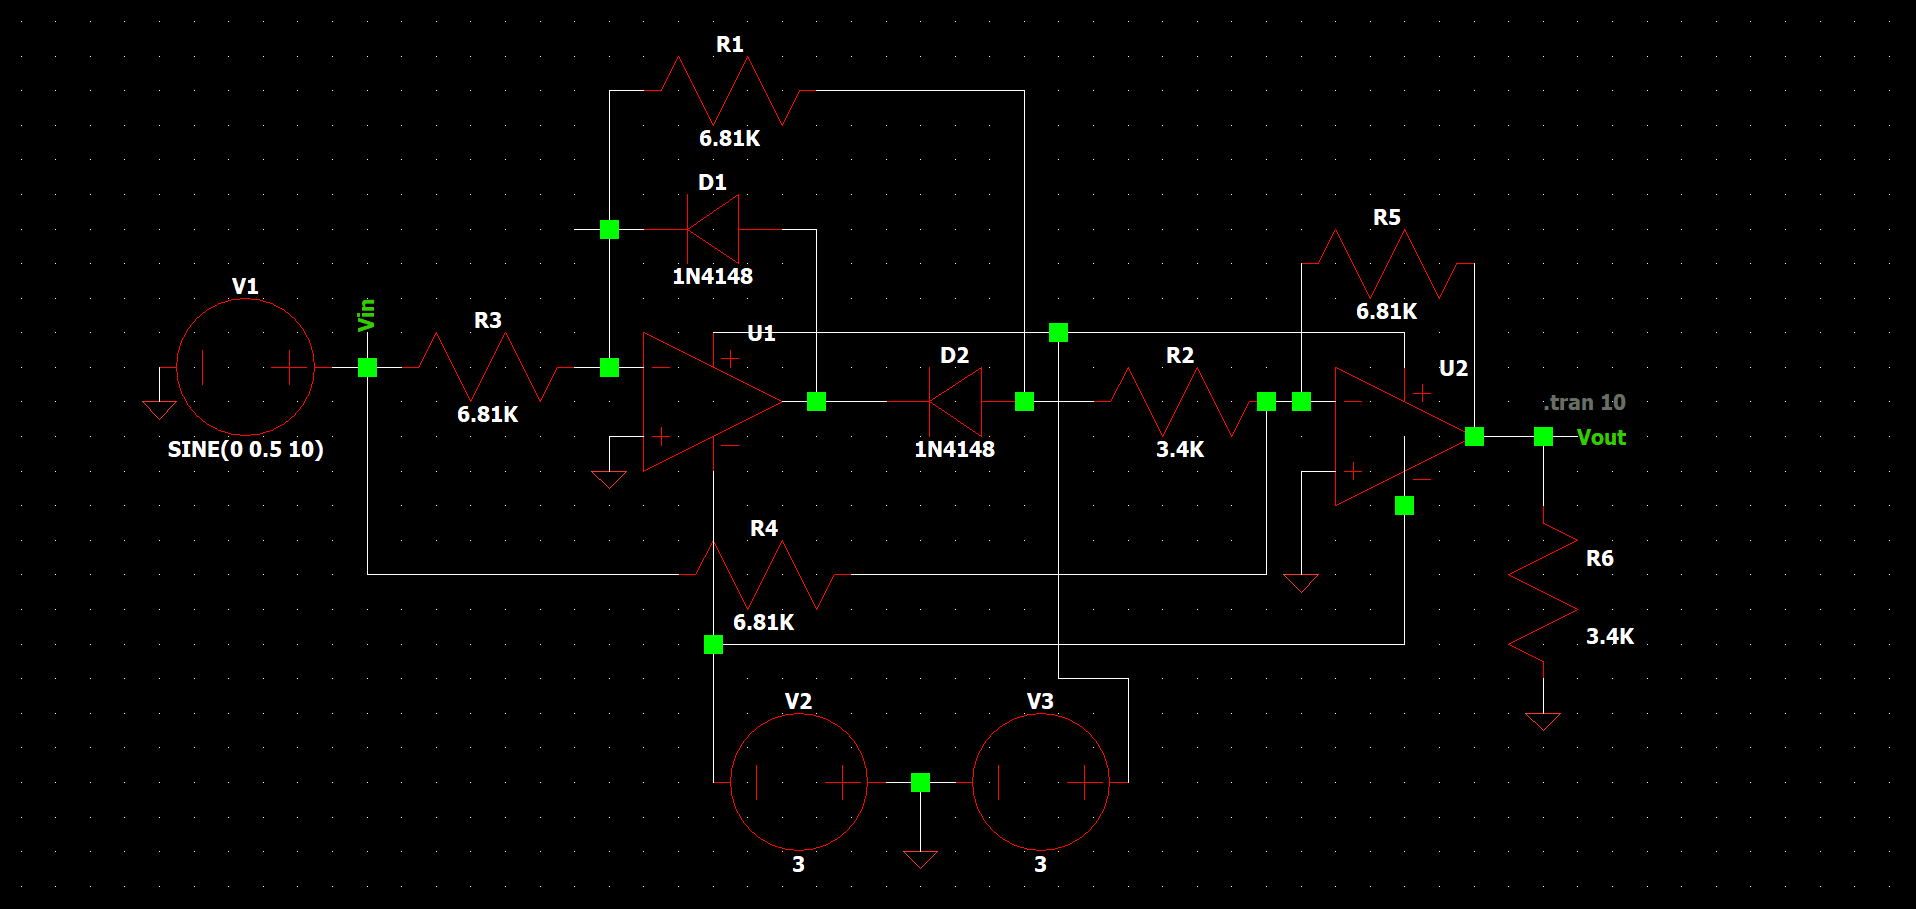 R1
6.81K
D1
1N4148
R5
6.81K
V1
SINE(0 0.5 10)
Vin
R3
6.81K
U1
D2
1N4148
R2
3.4K
U2
.tran 10
Vout
R4
6.81K
R6
3.4K
V2
3
V3
3